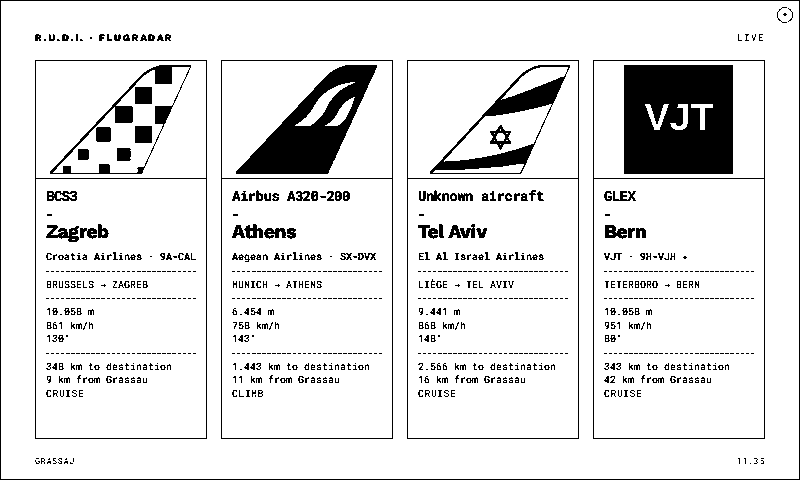 R.U.D.I. · FLUGRADAR
LIVE
VJT
BCS3
-
Zagreb
Croatia Airlines · 9A-CAL
BRUSSELS → ZAGREB
10.058 m
861 km/h
130°
348 km to destination
9 km from Grassau
CRUISE
Airbus A320-200
-
Athens
Aegean Airlines · SX-DVX
MUNICH → ATHENS
6.454 m
758 km/h
143°
1.443 km to destination
11 km from Grassau
CLIMB
Unknown aircraft
-
Tel Aviv
El Al Israel Airlines
LIÈGE → TEL AVIV
9.441 m
868 km/h
148°
2.566 km to destination
16 km from Grassau
CRUISE
GLEX
-
Bern
VJT · 9H-VJH ✦
TETERBORO → BERN
10.058 m
951 km/h
80°
343 km to destination
42 km from Grassau
CRUISE
GRASSAU
11.35